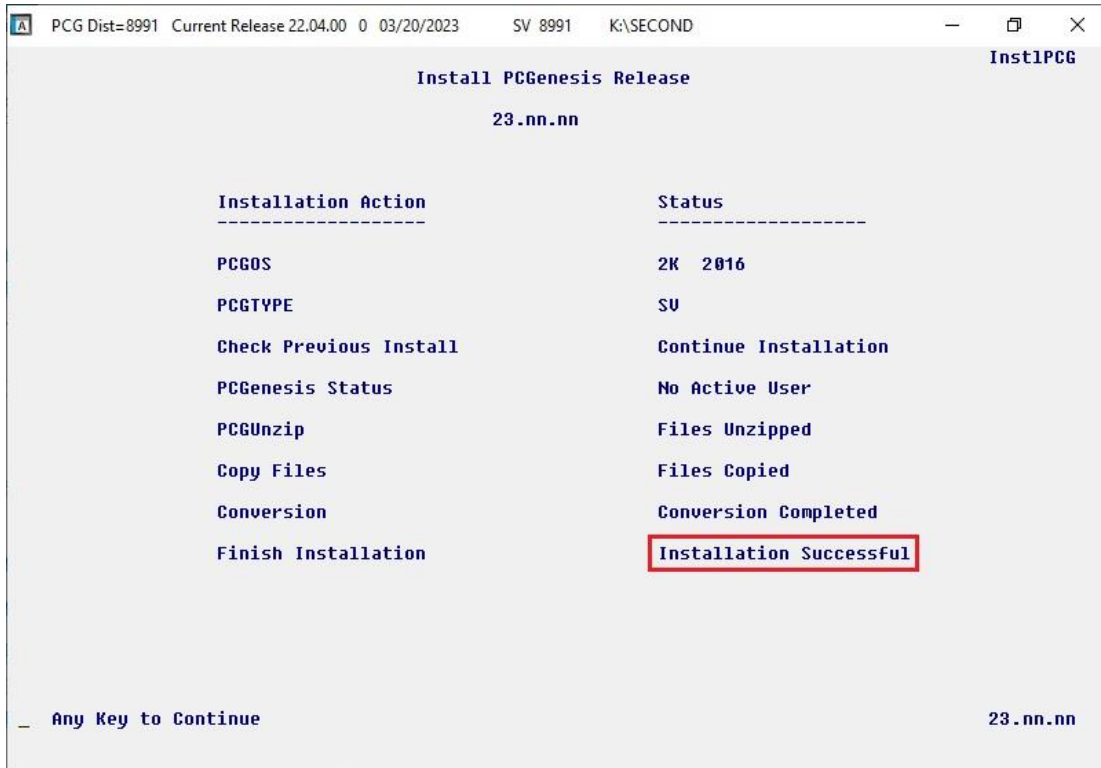 PCG Dist=8991 Current Release 22.04.00 0 03/20/2023 SV 8991 K:\SECOND
InstlPCG
Install PCGenesis Release
23.nn.nn
Installation Action Status
------------------- -------------------
PCGOS 2K 2016
PCGTYPE SV
Check Previous Install Continue Installation
PCGenesis Status No Active User
PCGUnzip Files Unzipped
Copy Files Files Copied
Conversion Conversion Completed
Finish Installation Installation Successful
_ Any Key to Continue 23.nn.nn